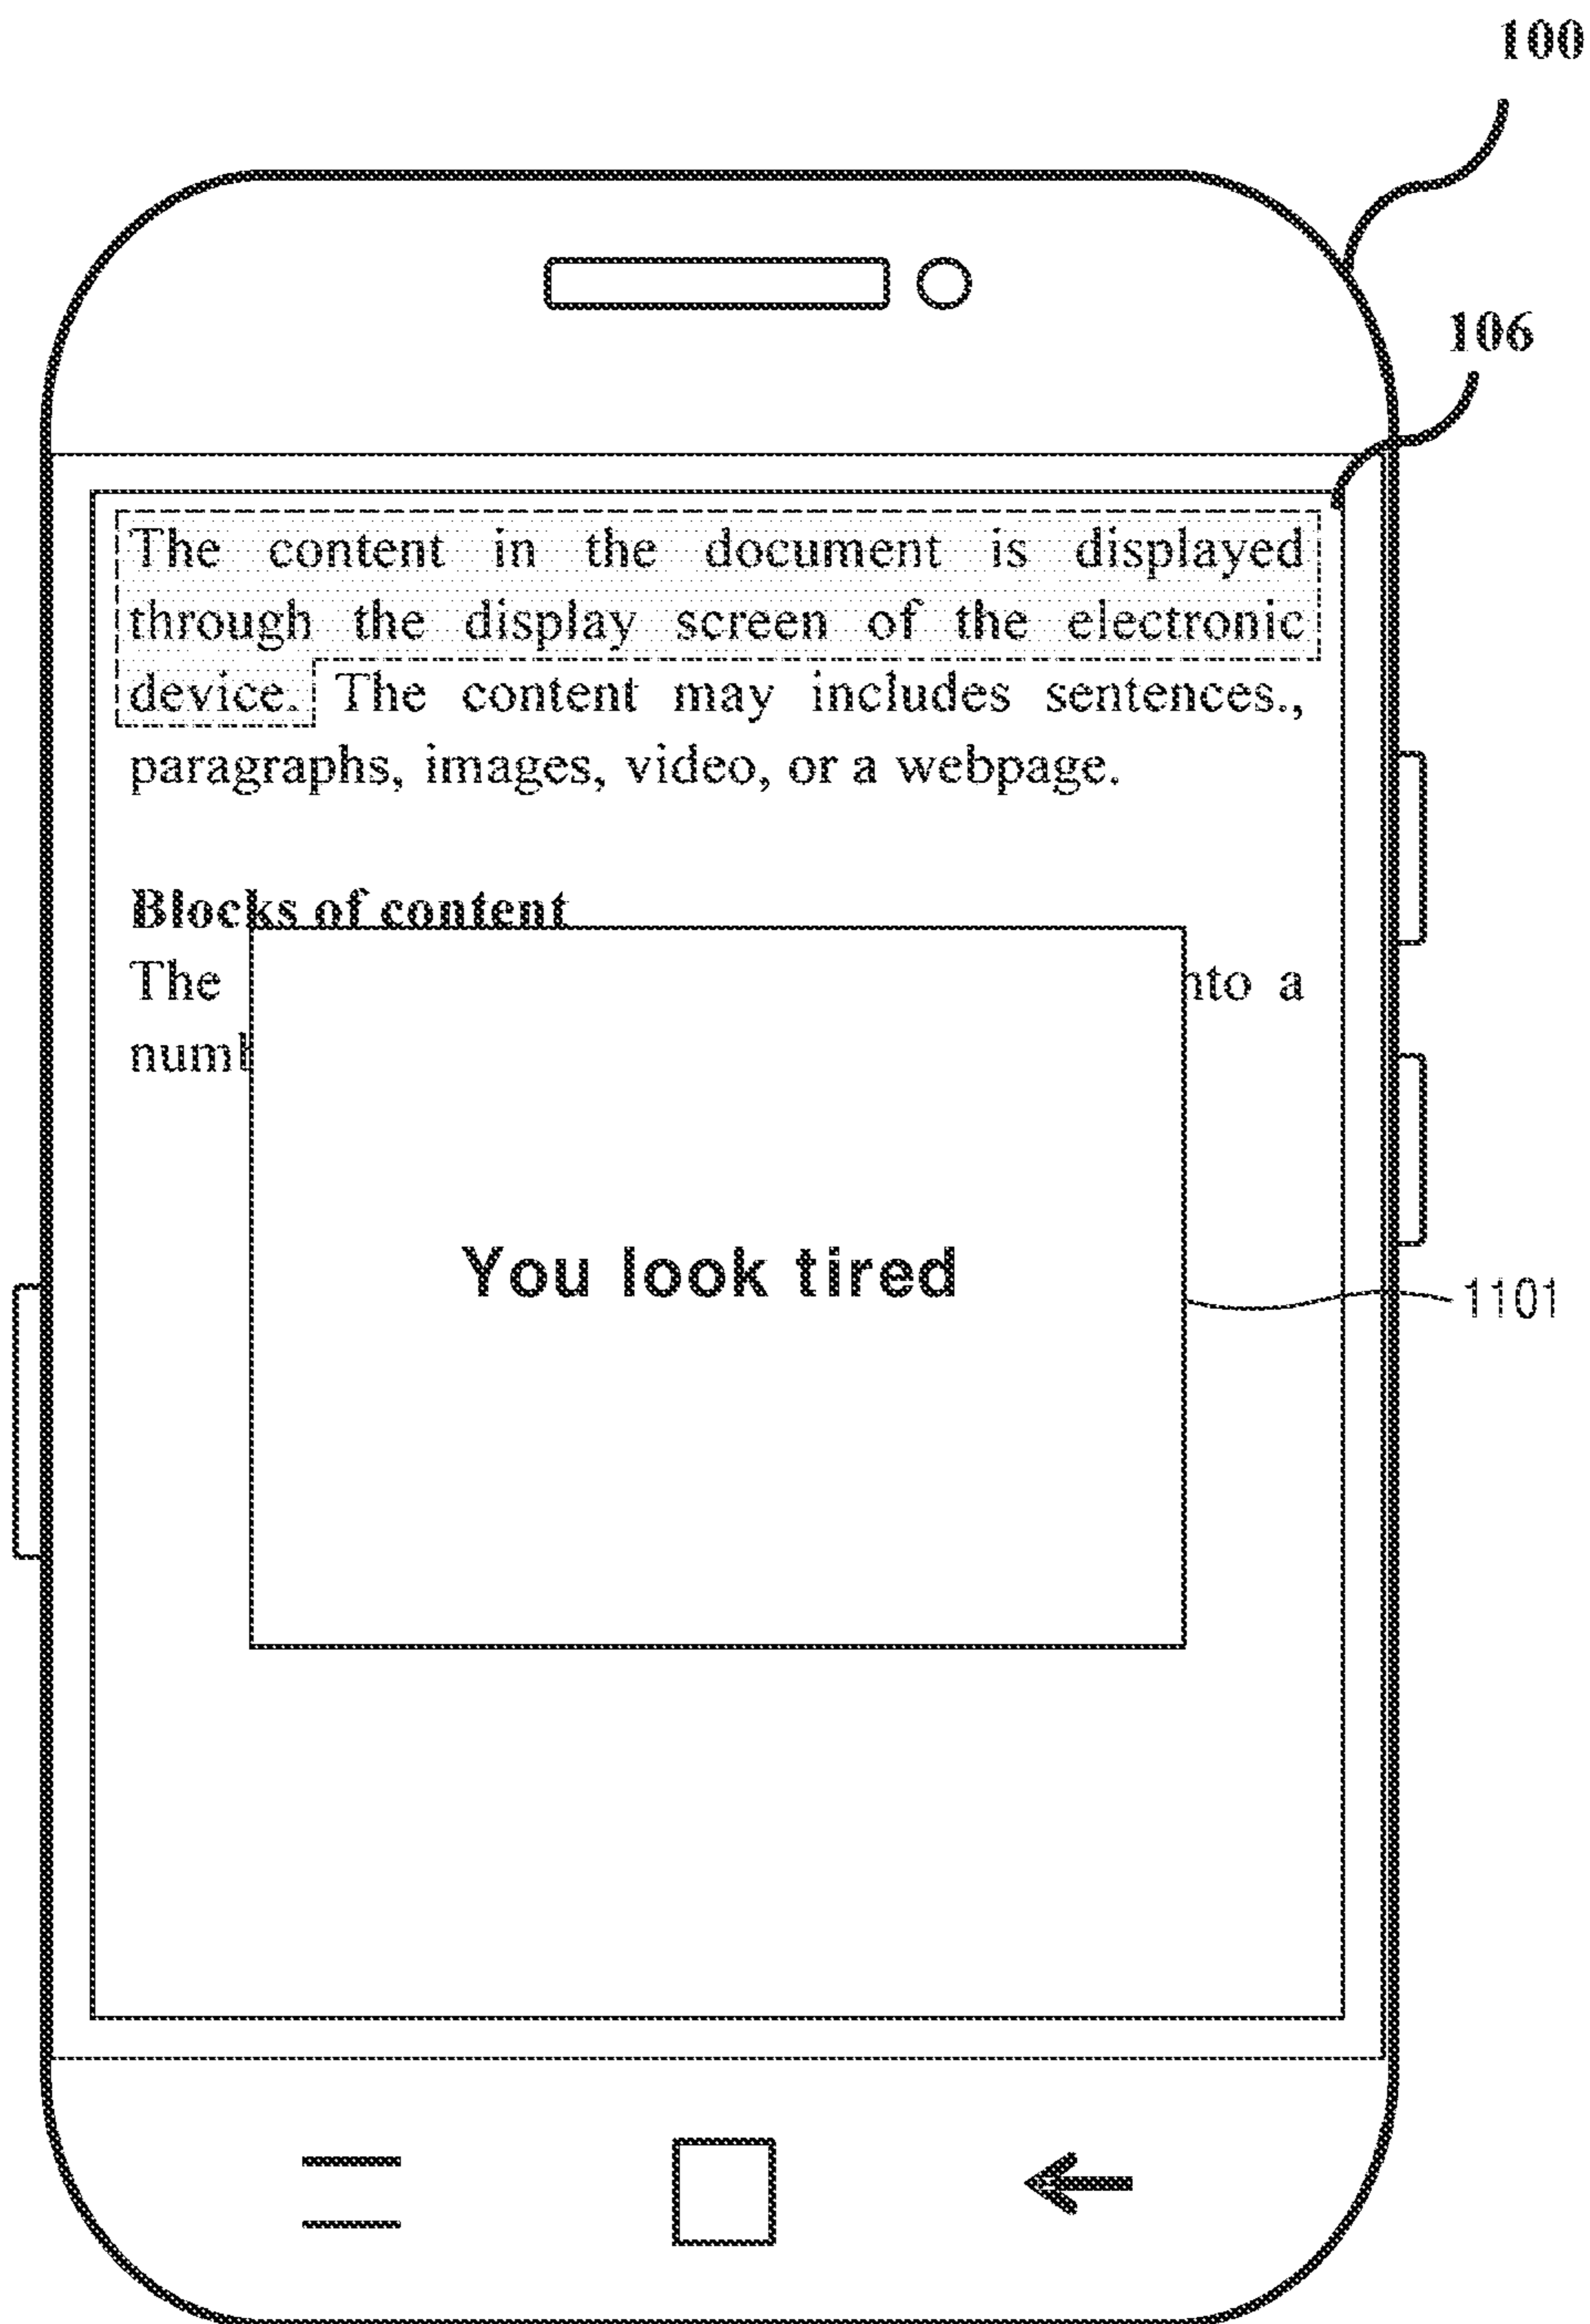 100
106
The content in the document is displayed
through the display screen of the electronic
device. The content may includes sentences.,
paragraphs, images, video, or a webpage.
Blocks of content
The nto a
numb
You look tired
1101